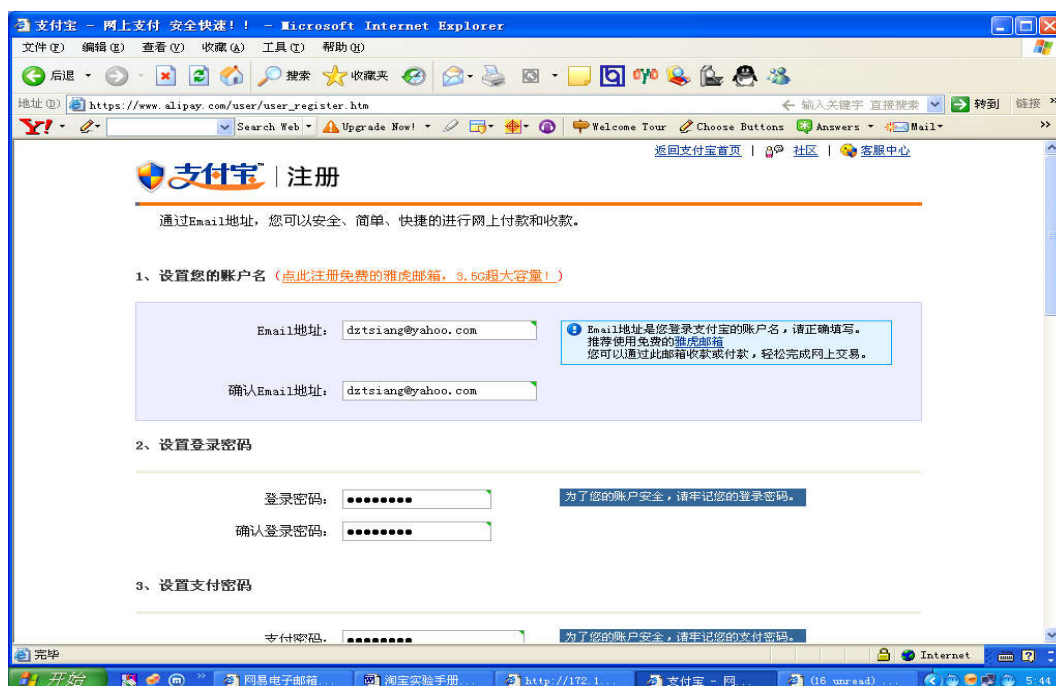 支付宝 - 网上支付 安全快速！！ - Microsoft Internet Explorer
文件(F) 编辑(E) 查看(V) 收藏(A) 工具(T) 帮助(H)
后退 搜索 收藏夹
地址(D) https://www.alipay.com/user/user_register.htm 输入关键字 直接搜索 转到 链接 »
Y! Search Web Upgrade Now! Welcome Tour Choose Buttons Answers Mail »
返回支付宝首页 | 社区 | 客服中心
支付宝™ | 注册
通过Email地址，您可以安全、简单、快捷的进行网上付款和收款。
1、设置您的账户名（点此注册免费的雅虎邮箱，3.5G超大容量！）
Email地址： dztsiang@yahoo.com
Email地址是您登录支付宝的账户名，请正确填写。
推荐使用免费的雅虎邮箱
您可以通过此邮箱收款或付款，轻松完成网上交易。
确认Email地址： dztsiang@yahoo.com
2、设置登录密码
登录密码： ●●●●●●●● 为了您的账户安全，请牢记您的登录密码。
确认登录密码： ●●●●●●●●
3、设置支付密码
支付密码： ●●●●●●●● 为了您的账户安全，请牢记您的支付密码。
完毕 Internet
开始 » 网易电子邮箱... 淘宝实验手册... http://172.1... 支付宝 - 网... (16 unread) ... 5:44